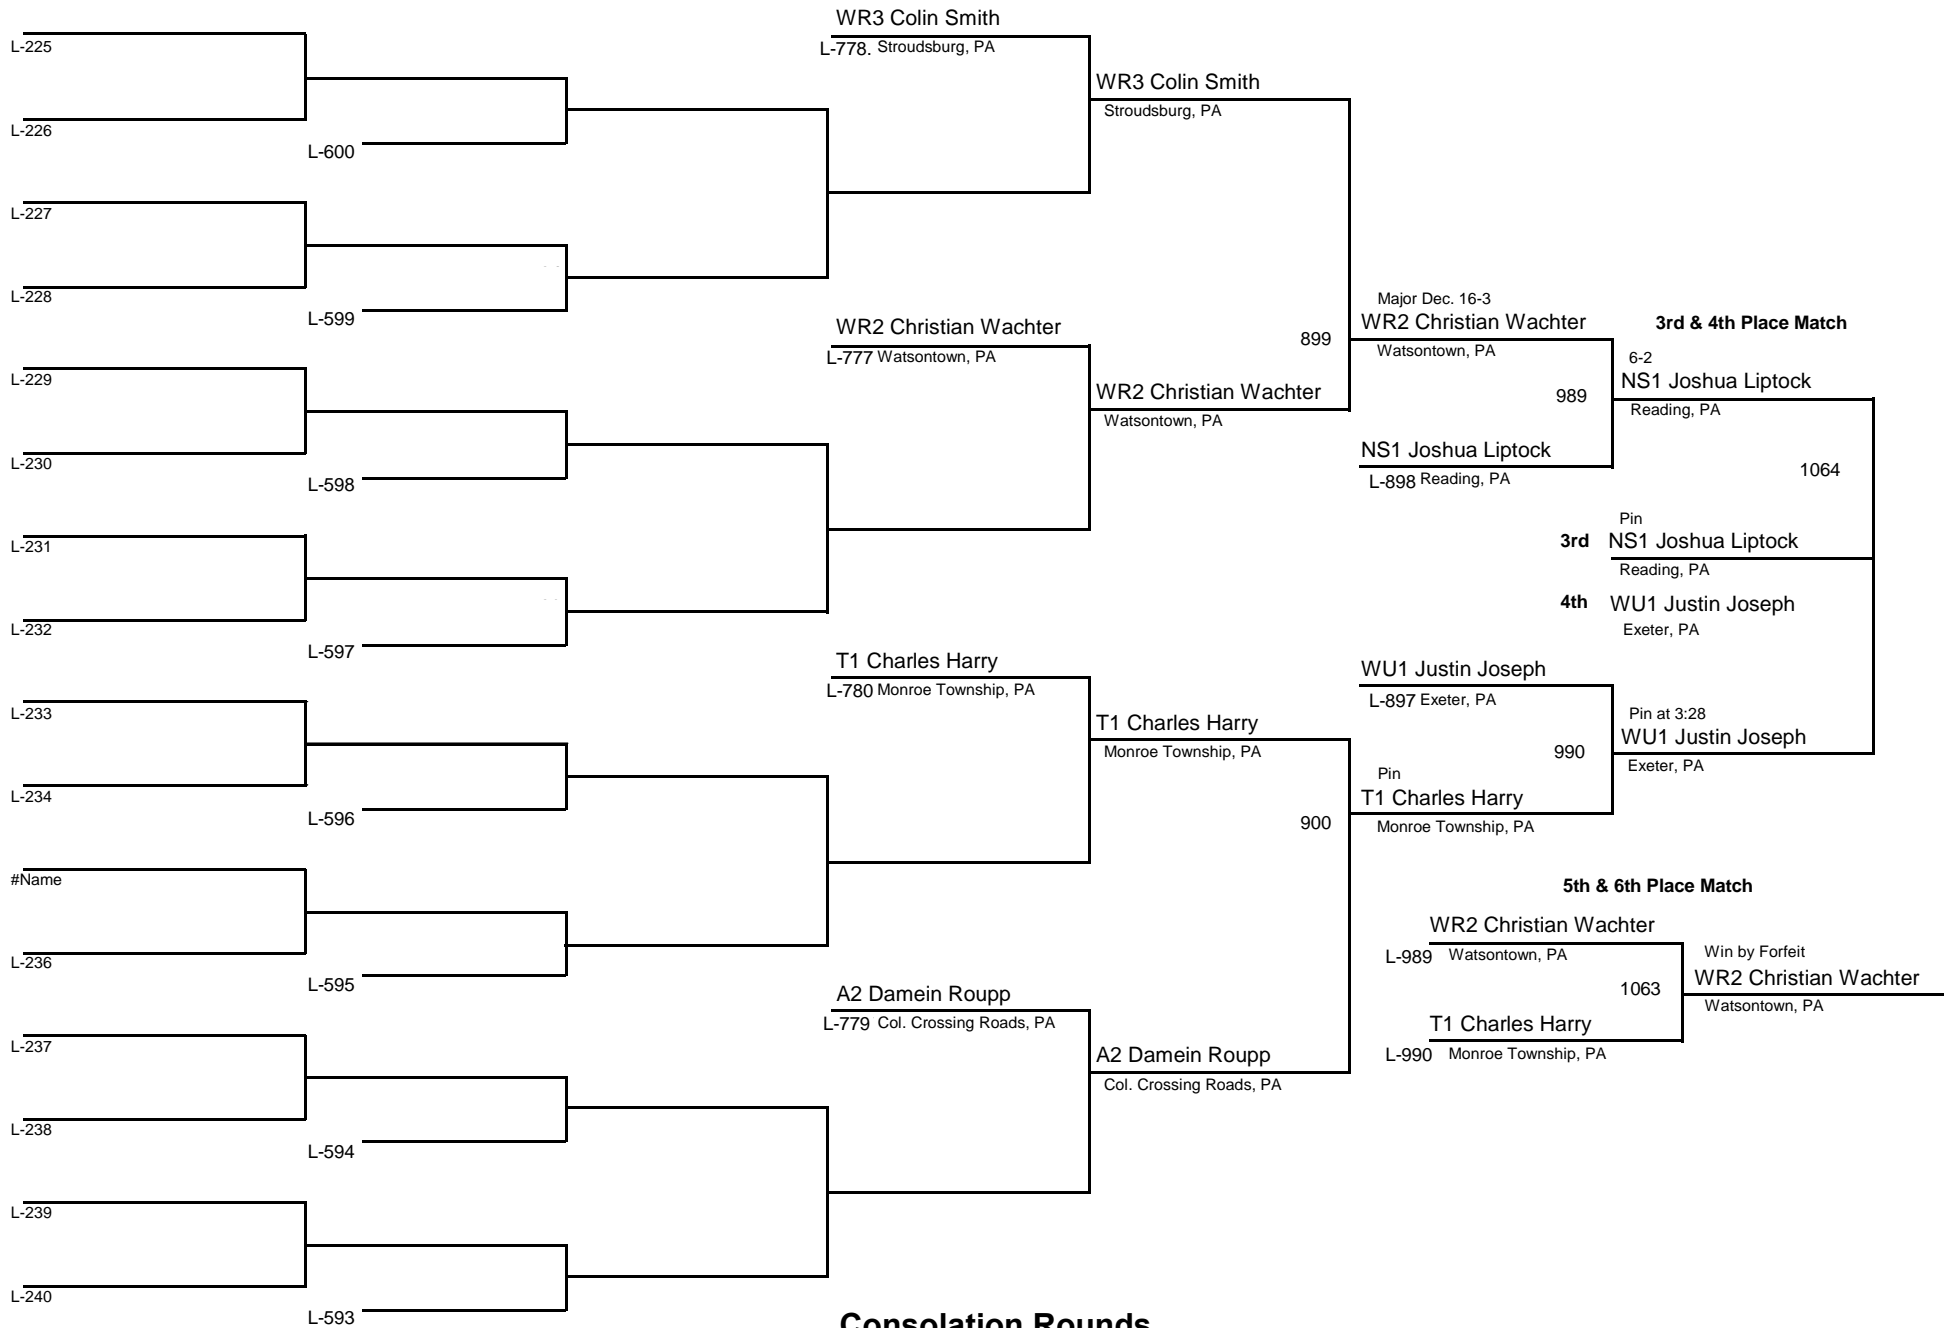 L-225
L-226
L-600
L-227
L-228
L-599
L-229
L-230
L-598
L-231
L-232
L-597
L-233
L-234
L-596
#Name
L-236
L-595
L-237
L-238
L-594
L-239
L-240
L-593
WR3 Colin Smith
L-778. Stroudsburg, PA
WR2 Christian Wachter
L-777 Watsontown, PA
T1 Charles Harry
L-780 Monroe Township, PA
A2 Damein Roupp
L-779 Col. Crossing Roads, PA
WR3 Colin Smith
Stroudsburg, PA
899
WR2 Christian Wachter
Watsontown, PA
T1 Charles Harry
Monroe Township, PA
900
A2 Damein Roupp
Col. Crossing Roads, PA
Major Dec. 16-3
WR2 Christian Wachter
Watsontown, PA
989
NS1 Joshua Liptock
L-898 Reading, PA
WU1 Justin Joseph
L-897 Exeter, PA
990
Pin
T1 Charles Harry
Monroe Township, PA
3rd & 4th Place Match
6-2
NS1 Joshua Liptock
Reading, PA
1064
Pin
3rd NS1 Joshua Liptock
Reading, PA
4th WU1 Justin Joseph
Exeter, PA
Pin at 3:28
WU1 Justin Joseph
Exeter, PA
5th & 6th Place Match
WR2 Christian Wachter
L-989 Watsontown, PA
1063
T1 Charles Harry
L-990 Monroe Township, PA
Win by Forfeit
WR2 Christian Wachter
Watsontown, PA
Consolation Rounds